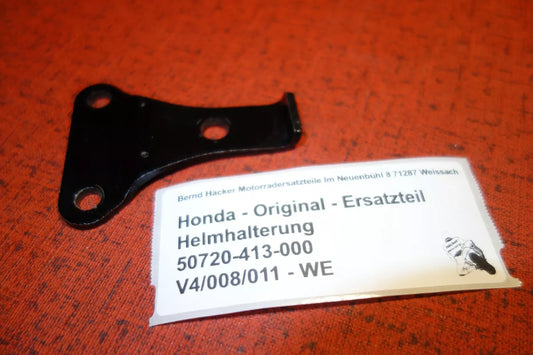 Bernd Häcker Motorradersatzteile Im Neuenbühl 8 71287 Weissach
Honda - Original - Ersatzteil
Helmhalterung
50720-413-000
V4/008/011 - WE